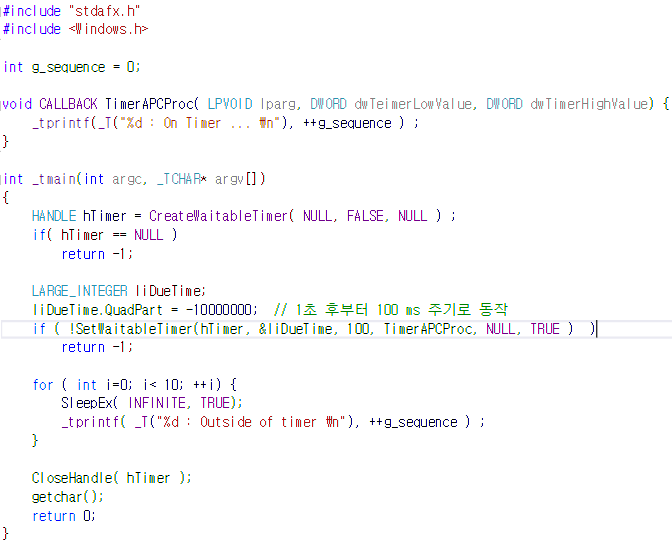 #include "stdafx.h"
#include <Windows.h>
int g_sequence = 0;
void CALLBACK TimerAPCProc( LPVOID lparg, DWORD dwTeimerLowValue, DWORD dwTimerHighValue) {
_tprintf(_T("%d : On Timer ... ₩n"), ++g_sequence ) ;
}
int _tmain(int argc, _TCHAR* argv[])
{
HANDLE hTimer = CreateWaitableTimer( NULL, FALSE, NULL ) ;
if( hTimer == NULL )
return -1;
LARGE_INTEGER liDueTime;
liDueTime.QuadPart = -10000000;  // 1초 후부터 100 ms 주기로 동작
if ( !SetWaitableTimer(hTimer, &liDueTime, 100, TimerAPCProc, NULL, TRUE )  )
return -1;
for ( int i=0; i< 10; ++i) {
SleepEx( INFINITE, TRUE);
_tprintf( _T("%d : Outside of timer ₩n"), ++g_sequence ) ;
}
CloseHandle( hTimer );
getchar();
return 0;
}